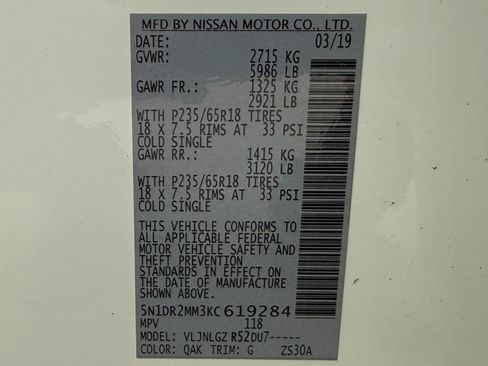 MFD BY NISSAN MOTOR CO., LTD.
DATE: 03/19
GVWR: 2715 KG
5986 LB
GAWR FR.: 1325 KG
2921 LB
WITH P235/65R18 TIRES
18 X 7.5 RIMS AT 33 PSI
COLD SINGLE
GAWR RR.: 1415 KG
3120 LB
WITH P235/65R18 TIRES
18 X 7.5 RIMS AT 33 PSI
COLD SINGLE
THIS VEHICLE CONFORMS TO
ALL APPLICABLE FEDERAL
MOTOR VEHICLE SAFETY AND
THEFT PREVENTION
STANDARDS IN EFFECT ON
THE DATE OF MANUFACTURE
SHOWN ABOVE
5N1DR2MM3KC619284
MPV 118
MODEL: VLJNLGZ R52DU7-----
COLOR: QAK TRIM: G ZS30A